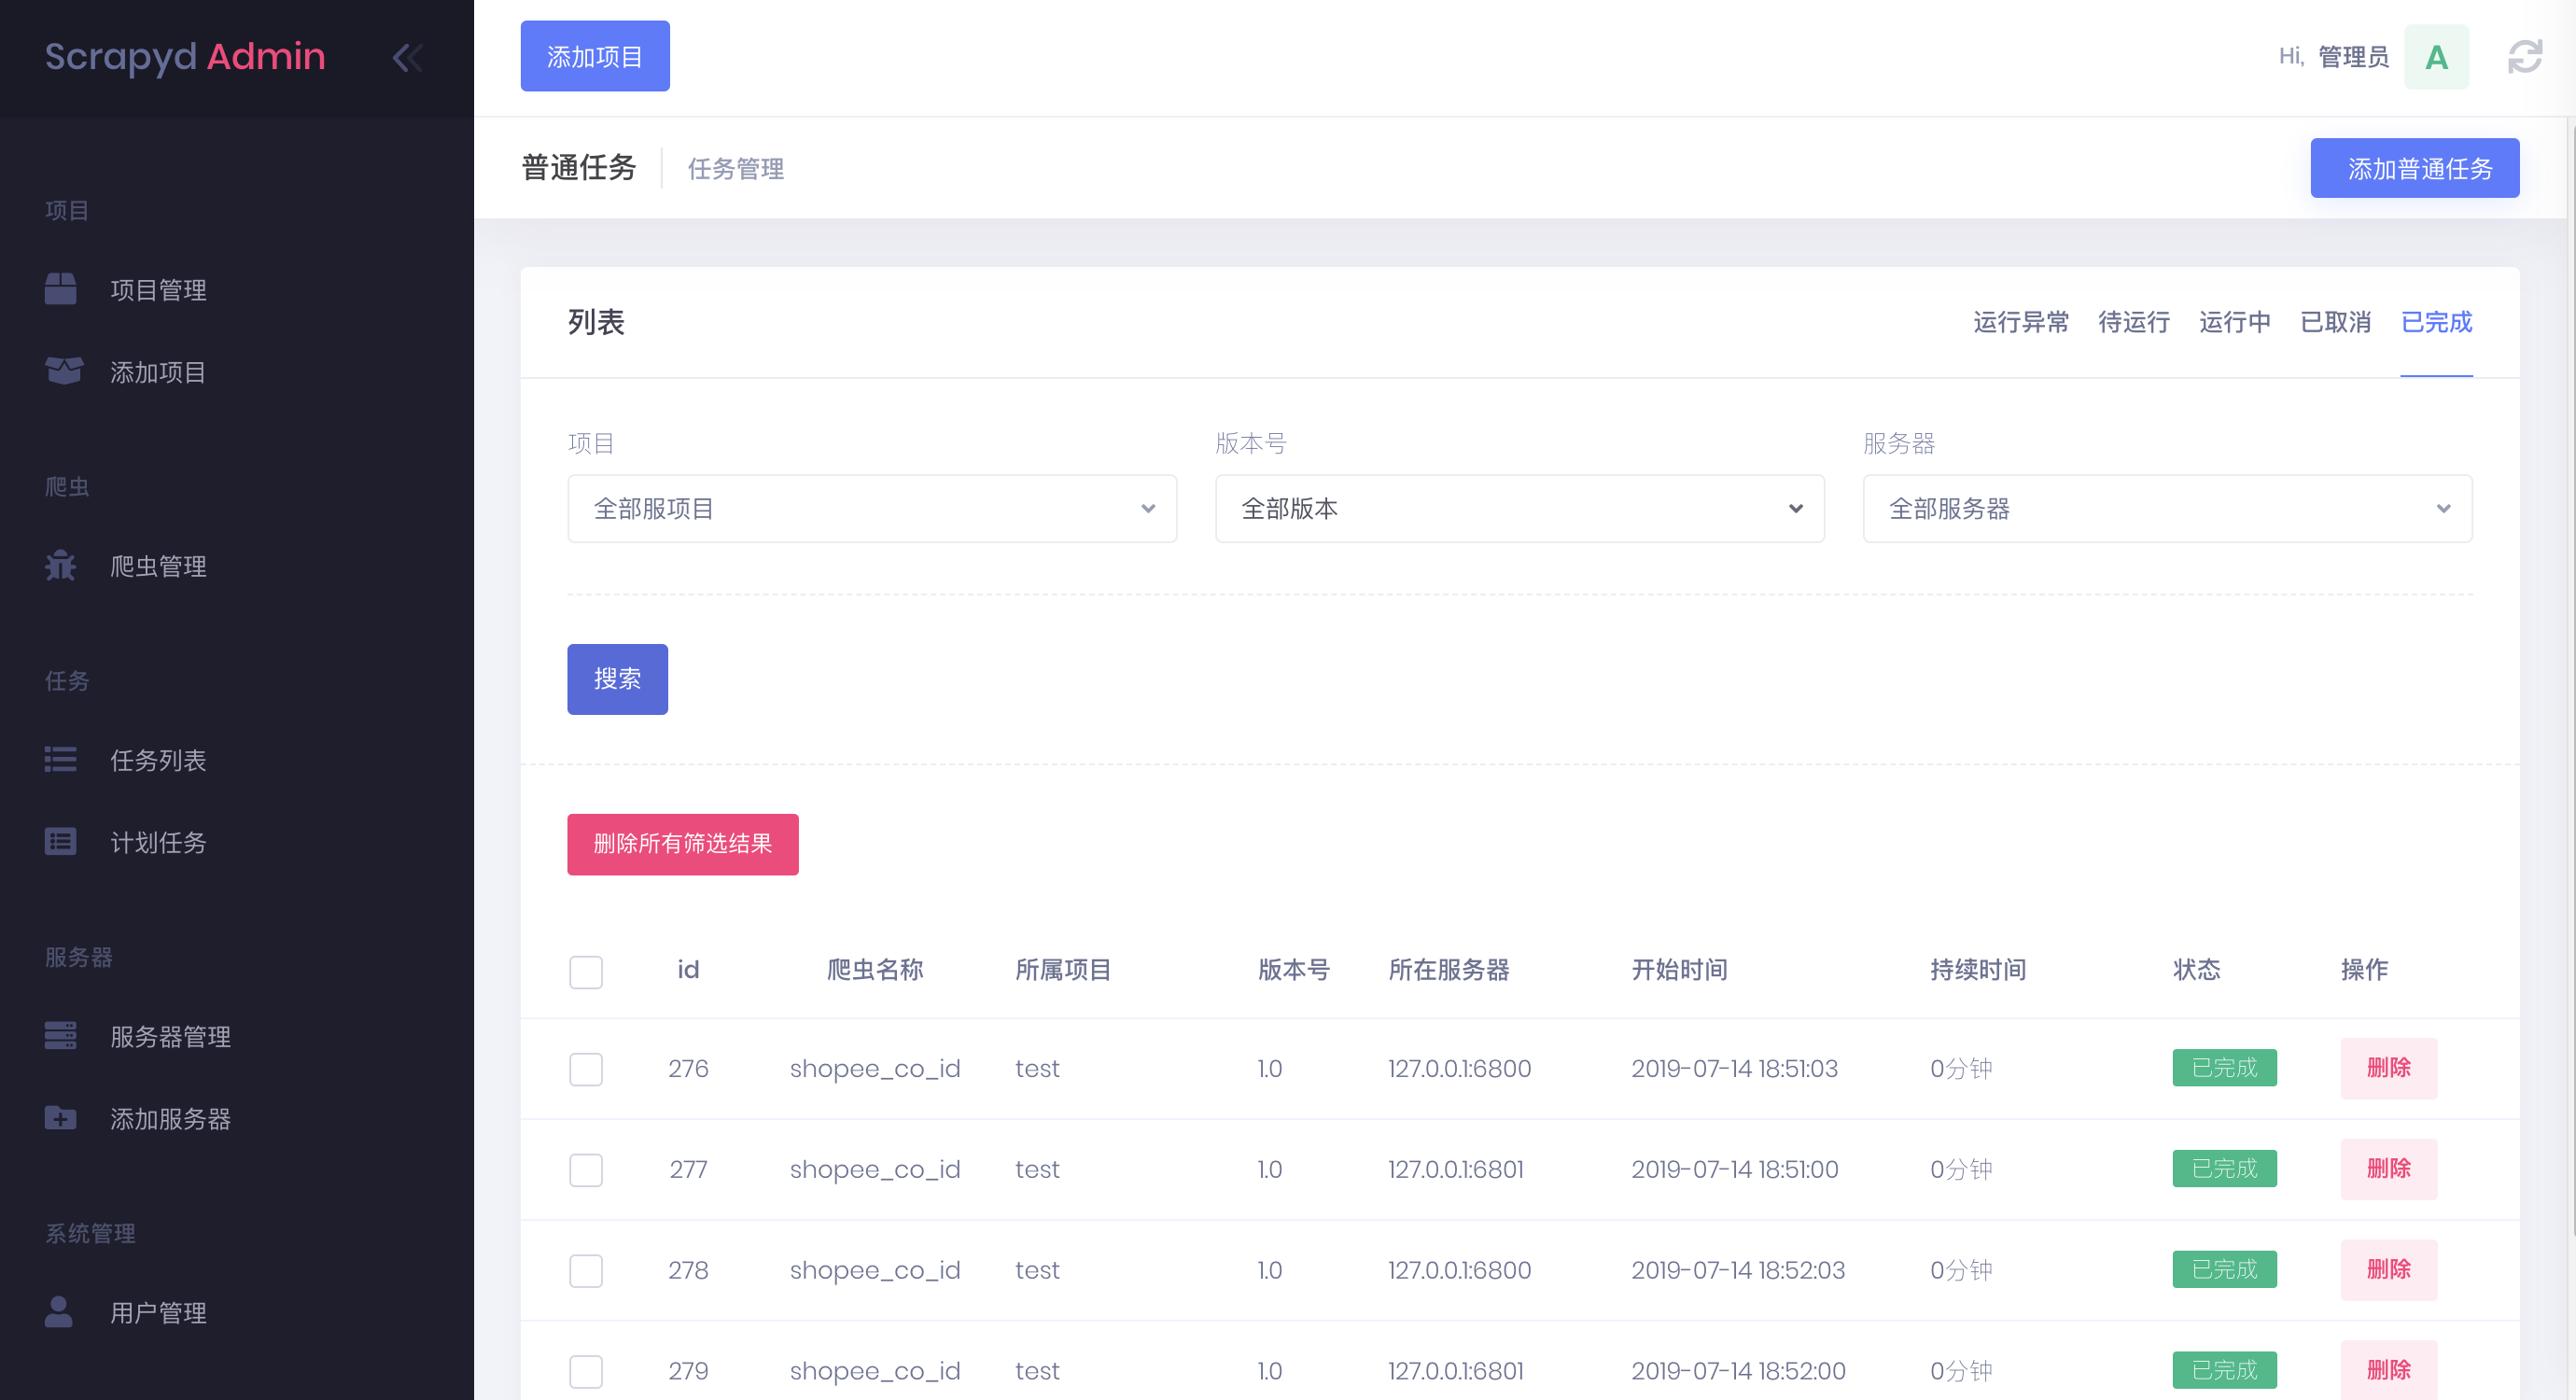 Scrapyd Admin
添加项目
Hi, 管理员 A
普通任务 任务管理
添加普通任务
项目
项目管理
添加项目
爬虫
爬虫管理
任务
任务列表
计划任务
服务器
服务器管理
添加服务器
系统管理
用户管理
列表
运行异常 待运行 运行中 已取消 已完成
项目 版本号 服务器
全部服项目 全部版本 全部服务器
搜索
删除所有筛选结果
id 爬虫名称 所属项目 版本号 所在服务器 开始时间 持续时间 状态 操作
276 shopee_co_id test 1.0 127.0.0.1:6800 2019-07-14 18:51:03 0分钟 已完成 删除
277 shopee_co_id test 1.0 127.0.0.1:6801 2019-07-14 18:51:00 0分钟 已完成 删除
278 shopee_co_id test 1.0 127.0.0.1:6800 2019-07-14 18:52:03 0分钟 已完成 删除
279 shopee_co_id test 1.0 127.0.0.1:6801 2019-07-14 18:52:00 0分钟 已完成 删除